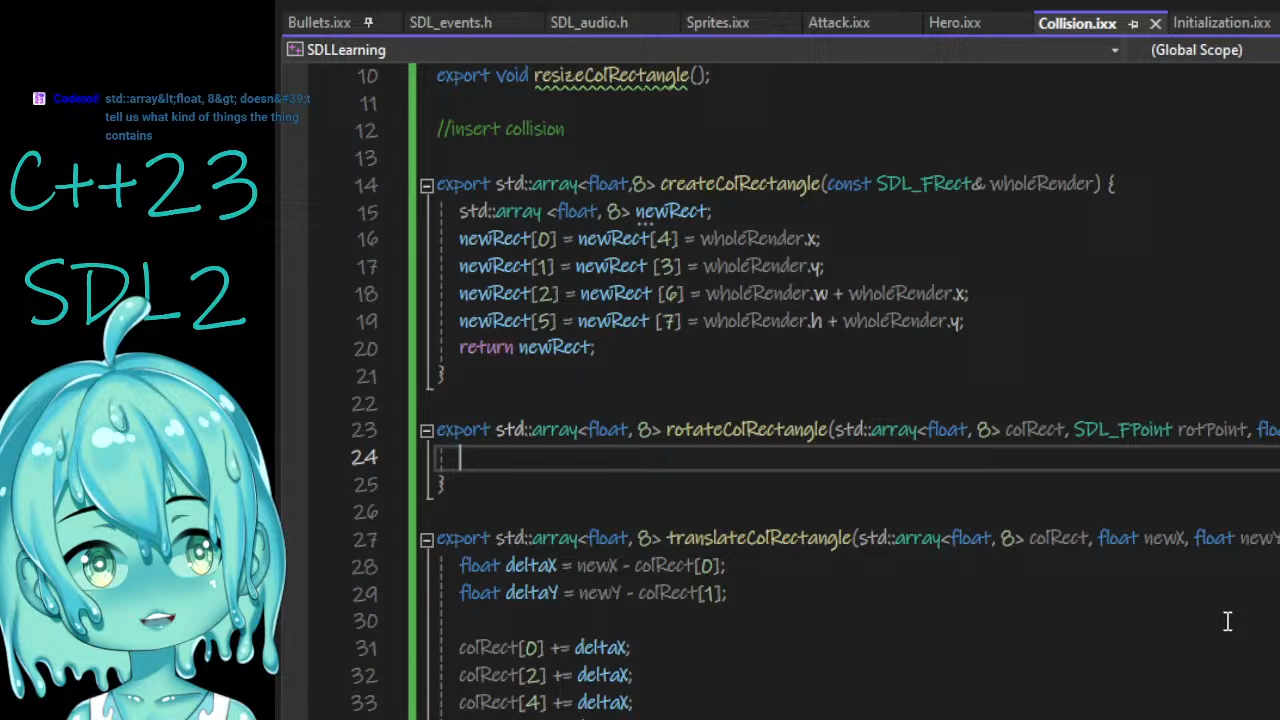 Bullets.ixx SDL_events.h SDL_audio.h Sprites.ixx Attack.ixx Hero.ixx Collision.ixx Initialization.ixx
SDLLearning (Global Scope)
10 export void resizeColRectangle();
11
12 //insert collision
13
14 export std::array<float,8> createColRectangle(const SDL_FRect& wholeRender) {
15 std::array <float, 8> newRect;
16 newRect[0] = newRect[4] = wholeRender.x;
17 newRect[1] = newRect [3] = wholeRender.y;
18 newRect[2] = newRect [6] = wholeRender.w + wholeRender.x;
19 newRect[5] = newRect [7] = wholeRender.h + wholeRender.y;
20 return newRect;
21 }
22
23 export std::array<float, 8> rotateColRectangle(std::array<float, 8> colRect, SDL_FPoint rotPoint, flo
24
25 }
26
27 export std::array<float, 8> translateColRectangle(std::array<float, 8> colRect, float newX, float newY
28 float deltaX = newX - colRect[0];
29 float deltaY = newY - colRect[1];
30
31 colRect[0] += deltaX;
32 colRect[2] += deltaX;
33 colRect[4] += deltaX;
std::array&lt;float, 8&gt; doesn&#39;t
tell us what kind of things the thing
contains
C++23
SDL2